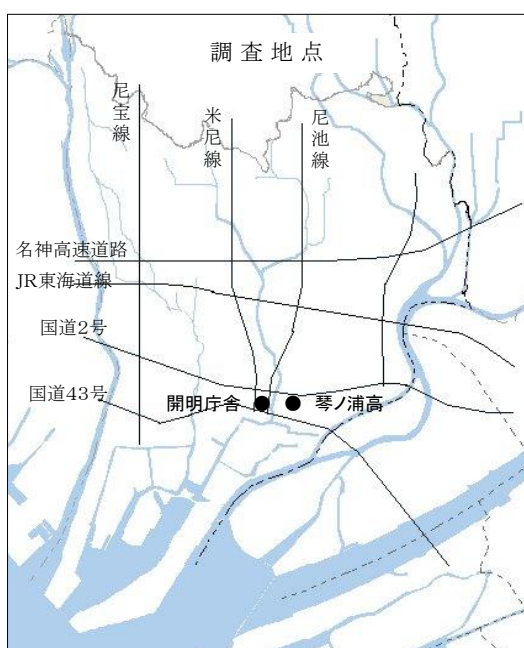 調査地点
尼宝線
米尼線
尼池線
名神高速道路
JR東海道線
国道2号
国道43号
開明庁舎
琴ノ浦高